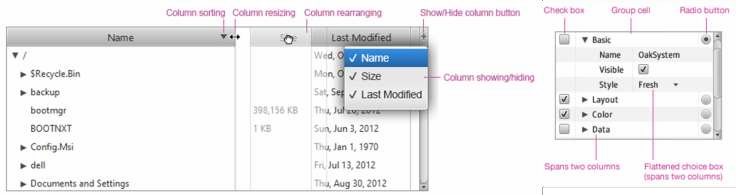 Column sorting Column resizing Column rearranging Show/Hide column button
Name Size Last Modified +
/ Wed, O
$Recycle.Bin Mon, O
backup Sat, Sep
bootmgr 398,156 KB Thu, Jul 26, 2012
BOOTNXT 1 KB Sun, Jun 3, 2012
Config.Msi Thu, Jan 1, 1970
dell Fri, Jul 13, 2012
Documents and Settings Thu, Aug 30, 2012
✓ Name
✓ Size
✓ Last Modified
Column showing/hiding
Check box Group cell Radio button
Basic
Name OakSystem
Visible
Style Fresh
Layout
Color
Data
Spans two columns Flattened choice box
(spans two columns)